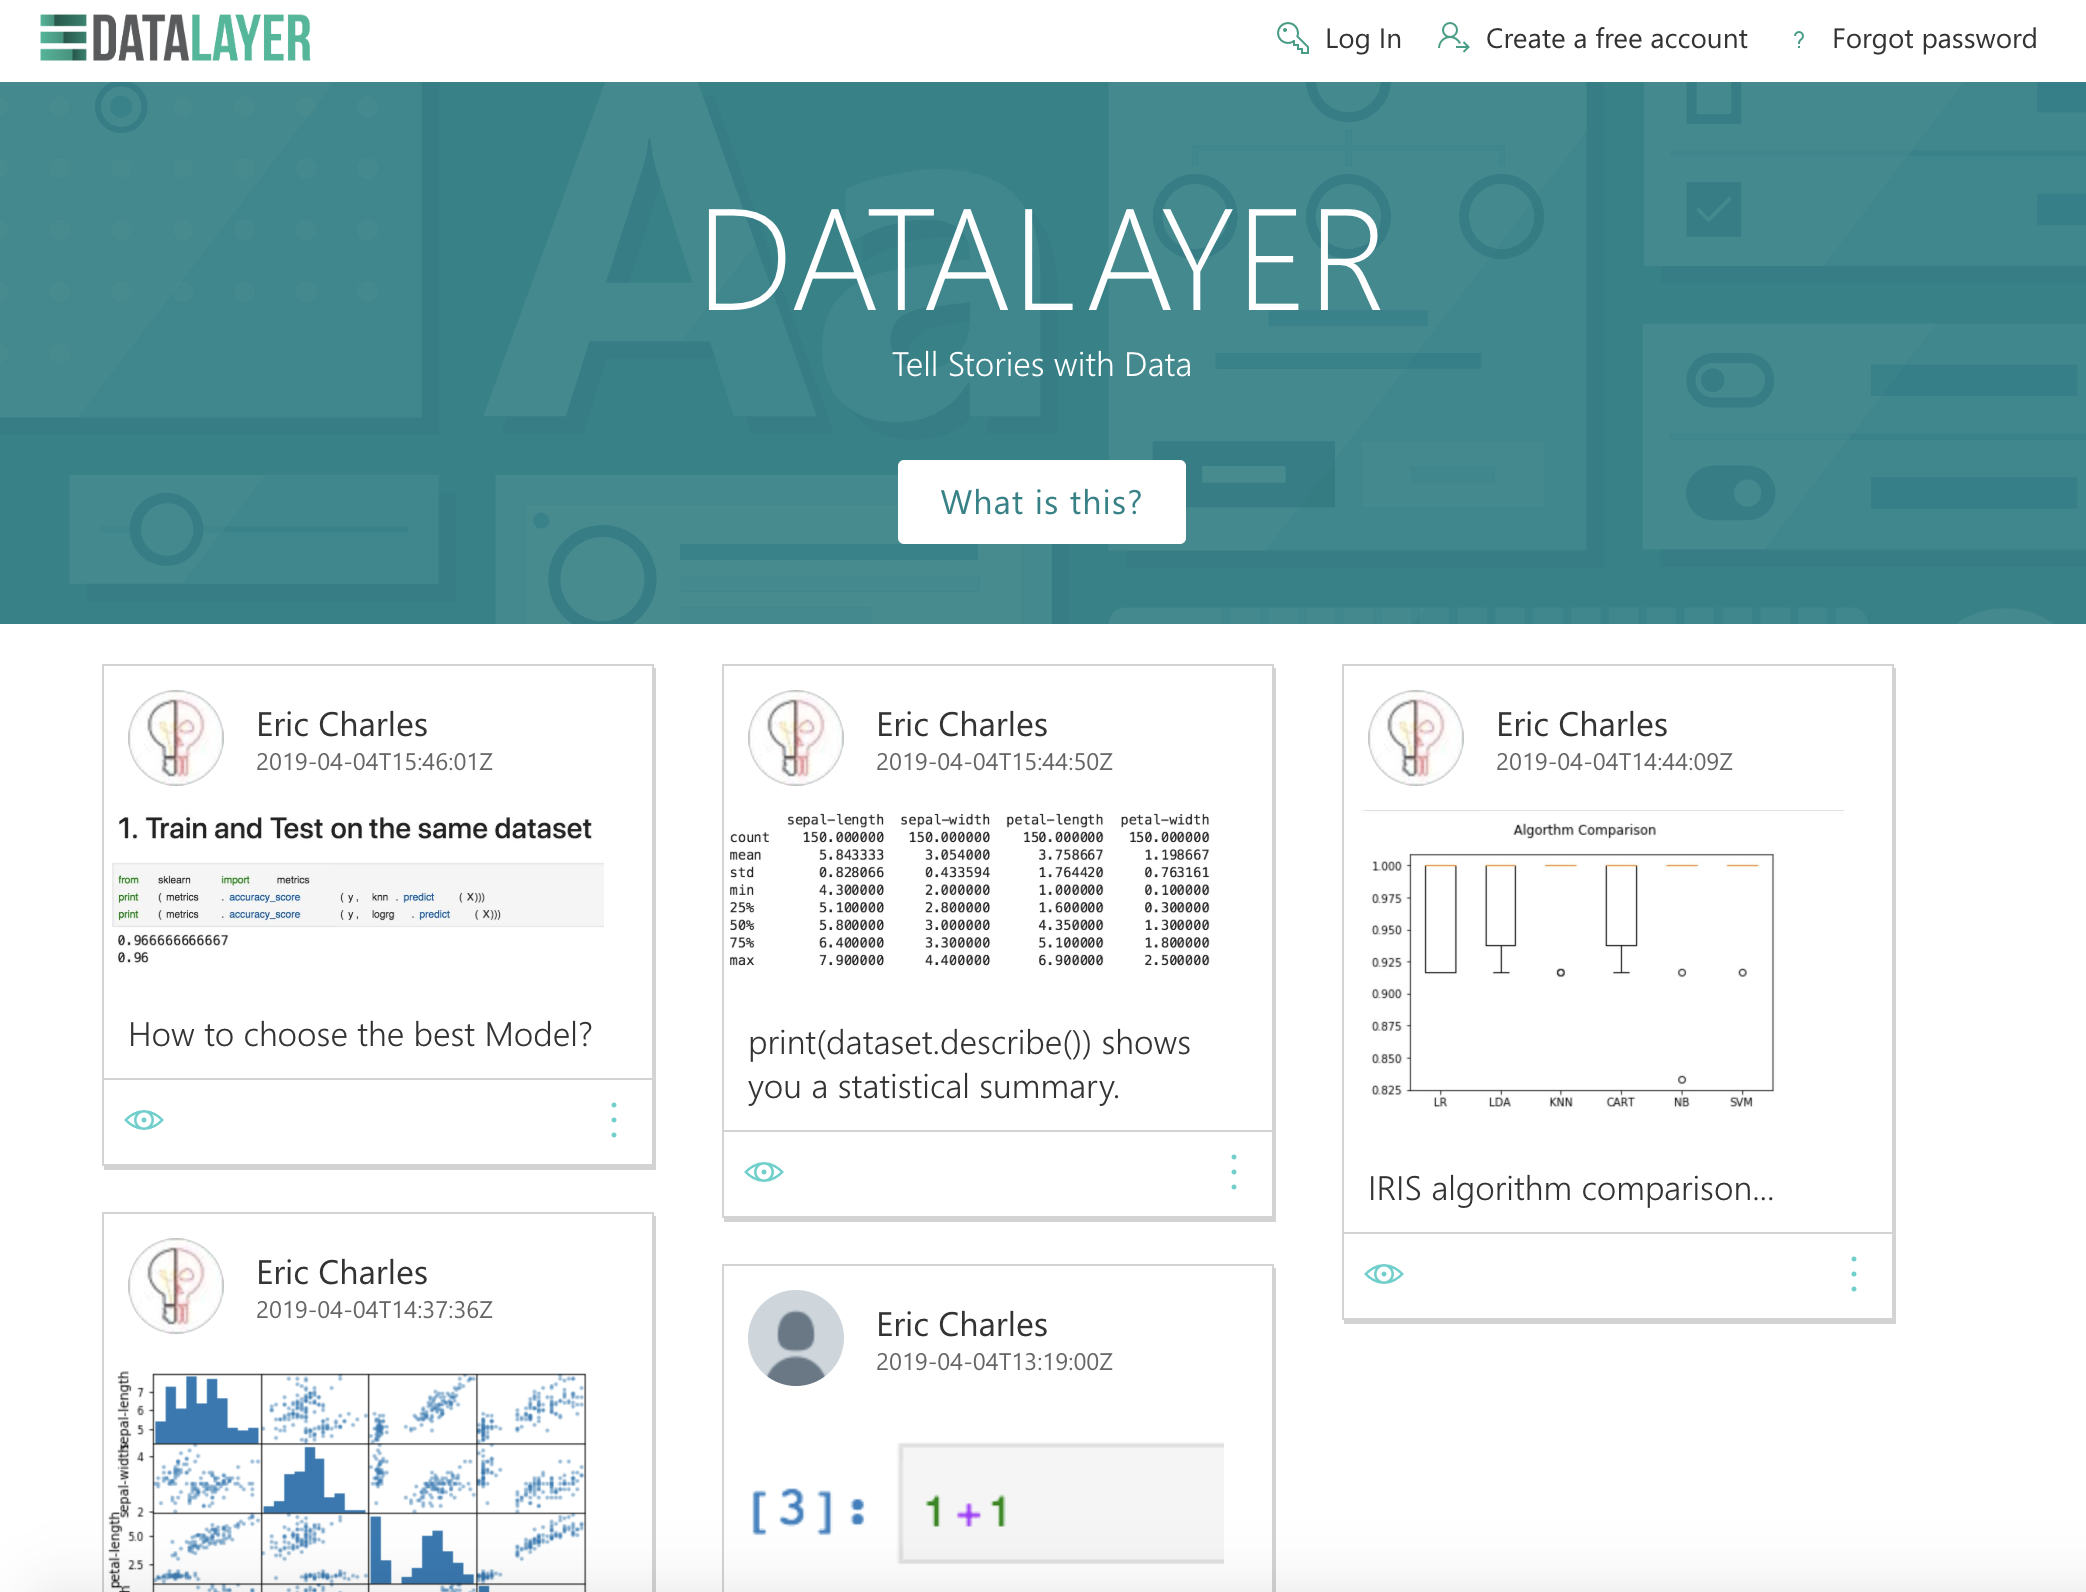 DATALAYER
Log In
Create a free account
? Forgot password
DATALAYER
Tell Stories with Data
What is this?
Eric Charles
2019-04-04T15:46:01Z
1. Train and Test on the same dataset
from sklearn import metrics
print ( metrics . accuracy_score ( y , knn . predict ( X)))
print ( metrics . accuracy_score ( y , logrg . predict ( X)))
0.966666666667
0.96
How to choose the best Model?
Eric Charles
2019-04-04T15:44:50Z
sepal-length sepal-width petal-length petal-width
count 150.000000 150.000000 150.000000 150.000000
mean 5.843333 3.054000 3.758667 1.198667
std 0.828066 0.433594 1.764420 0.763161
min 4.300000 2.000000 1.000000 0.100000
25% 5.100000 2.800000 1.600000 0.300000
50% 5.800000 3.000000 4.350000 1.300000
75% 6.400000 3.300000 5.100000 1.800000
max 7.900000 4.400000 6.900000 2.500000
print(dataset.describe()) shows
you a statistical summary.
Eric Charles
2019-04-04T14:44:09Z
Algorthm Comparison
1.000
0.975
0.950
0.925
0.900
0.875
0.850
0.825
LR LDA KNN CART NB SVM
IRIS algorithm comparison...
Eric Charles
2019-04-04T14:37:36Z
sepal-length
7
6
5
sepal-width
4
2
petal-length
5.0
2.5
Eric Charles
2019-04-04T13:19:00Z
[3]: 1+1
Aa